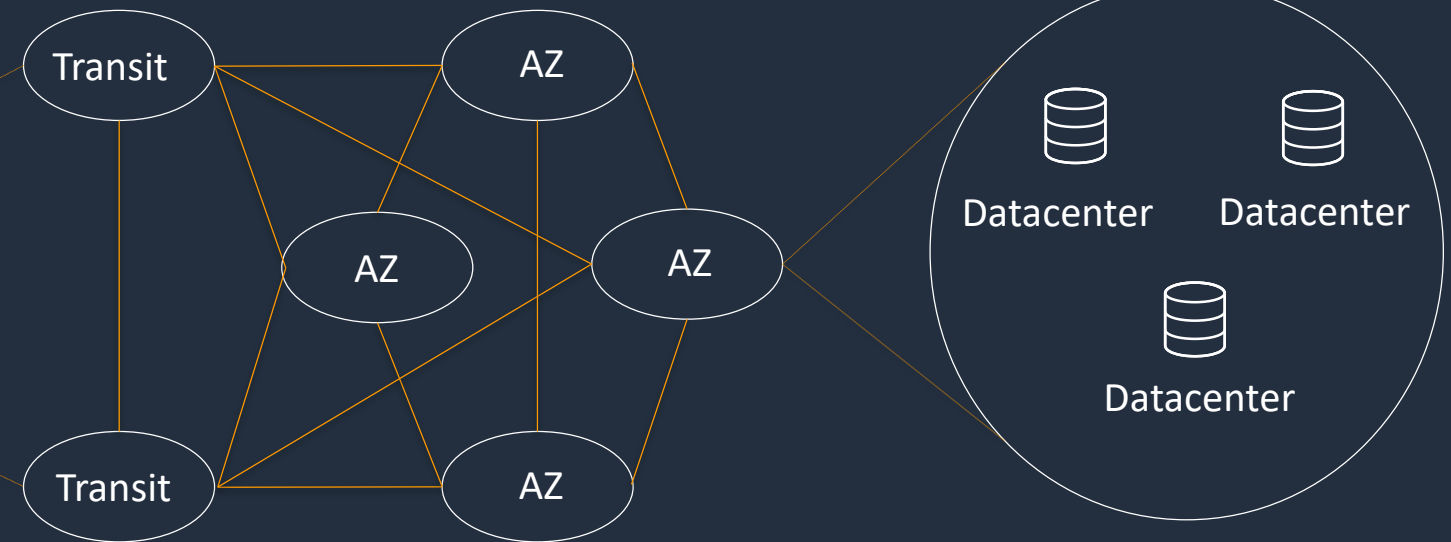 Transit
AZ
AZ
AZ
Transit
AZ
Datacenter
Datacenter
Datacenter